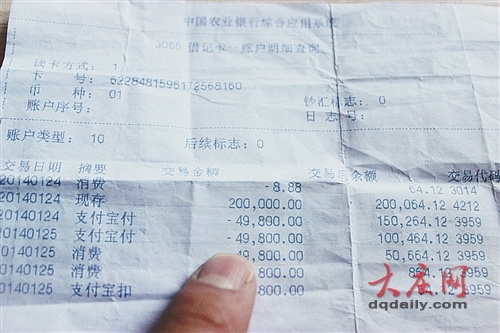 中国农业银行综合应用系统
3065 借记卡--账户明细查询
读卡方式: 1
卡 号: 6228481596172568160
币 种: 01 钞汇标志: 0
账户序号: 日志号:
账户类型: 10 后续标志: 0
交易日期 摘要 交易金额 交易后余额 交易代码
20140124 消费 -8.88 64.12 3014
20140124 现存 200,000.00 200,064.12 4212
20140124 支付宝付 -49,800.00 150,264.12 3959
20140125 支付宝付 -49,800.00 100,464.12 3959
20140125 消费 -49,800.00 50,664.12 3959
20140125 消费 800.00 864.12 3959
20140125 支付宝扣 800.00 3959
大庆网
dqdaily.com